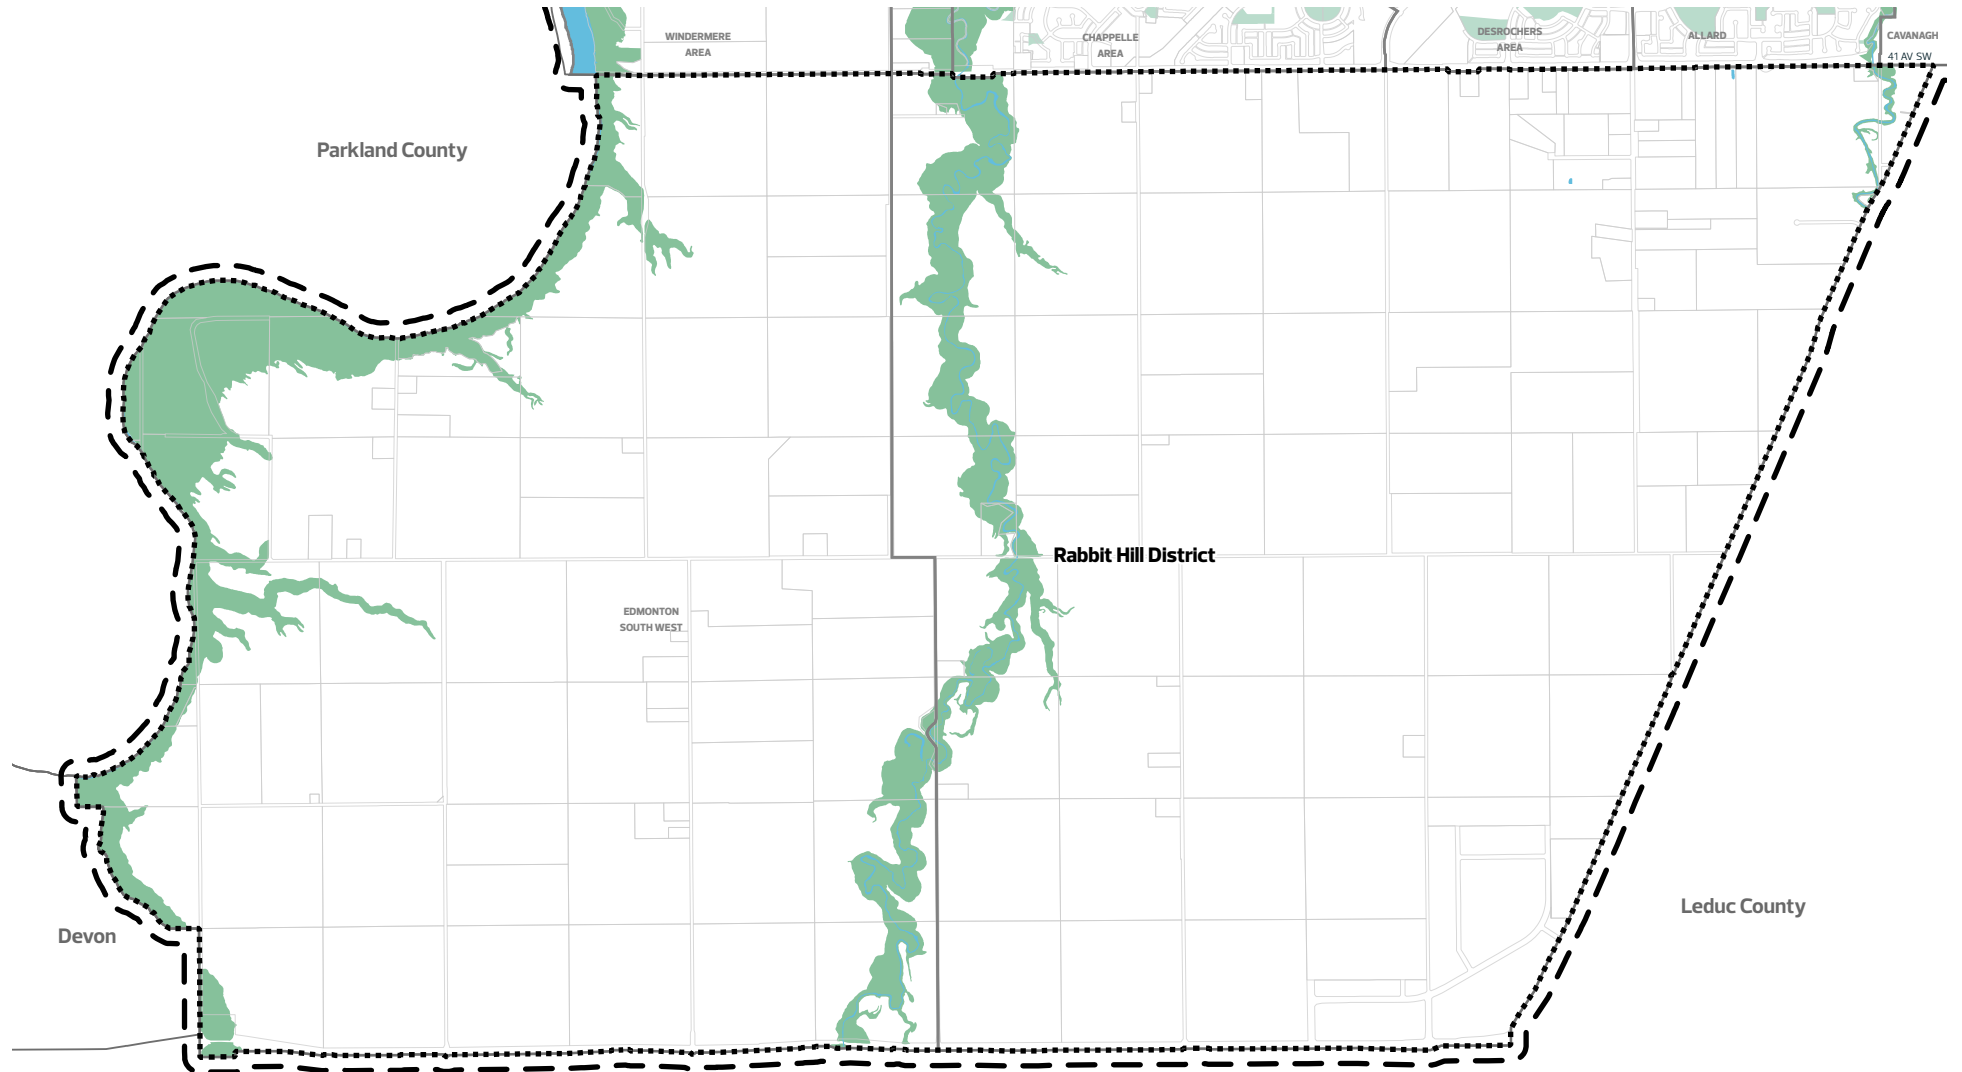 WINDERMERE
AREA
CHAPPELLE
AREA
DESROCHERS
AREA
ALLARD
CAVANAGH
41 AV SW
Parkland County
Rabbit Hill District
EDMONTON
SOUTH WEST
Leduc County
Devon